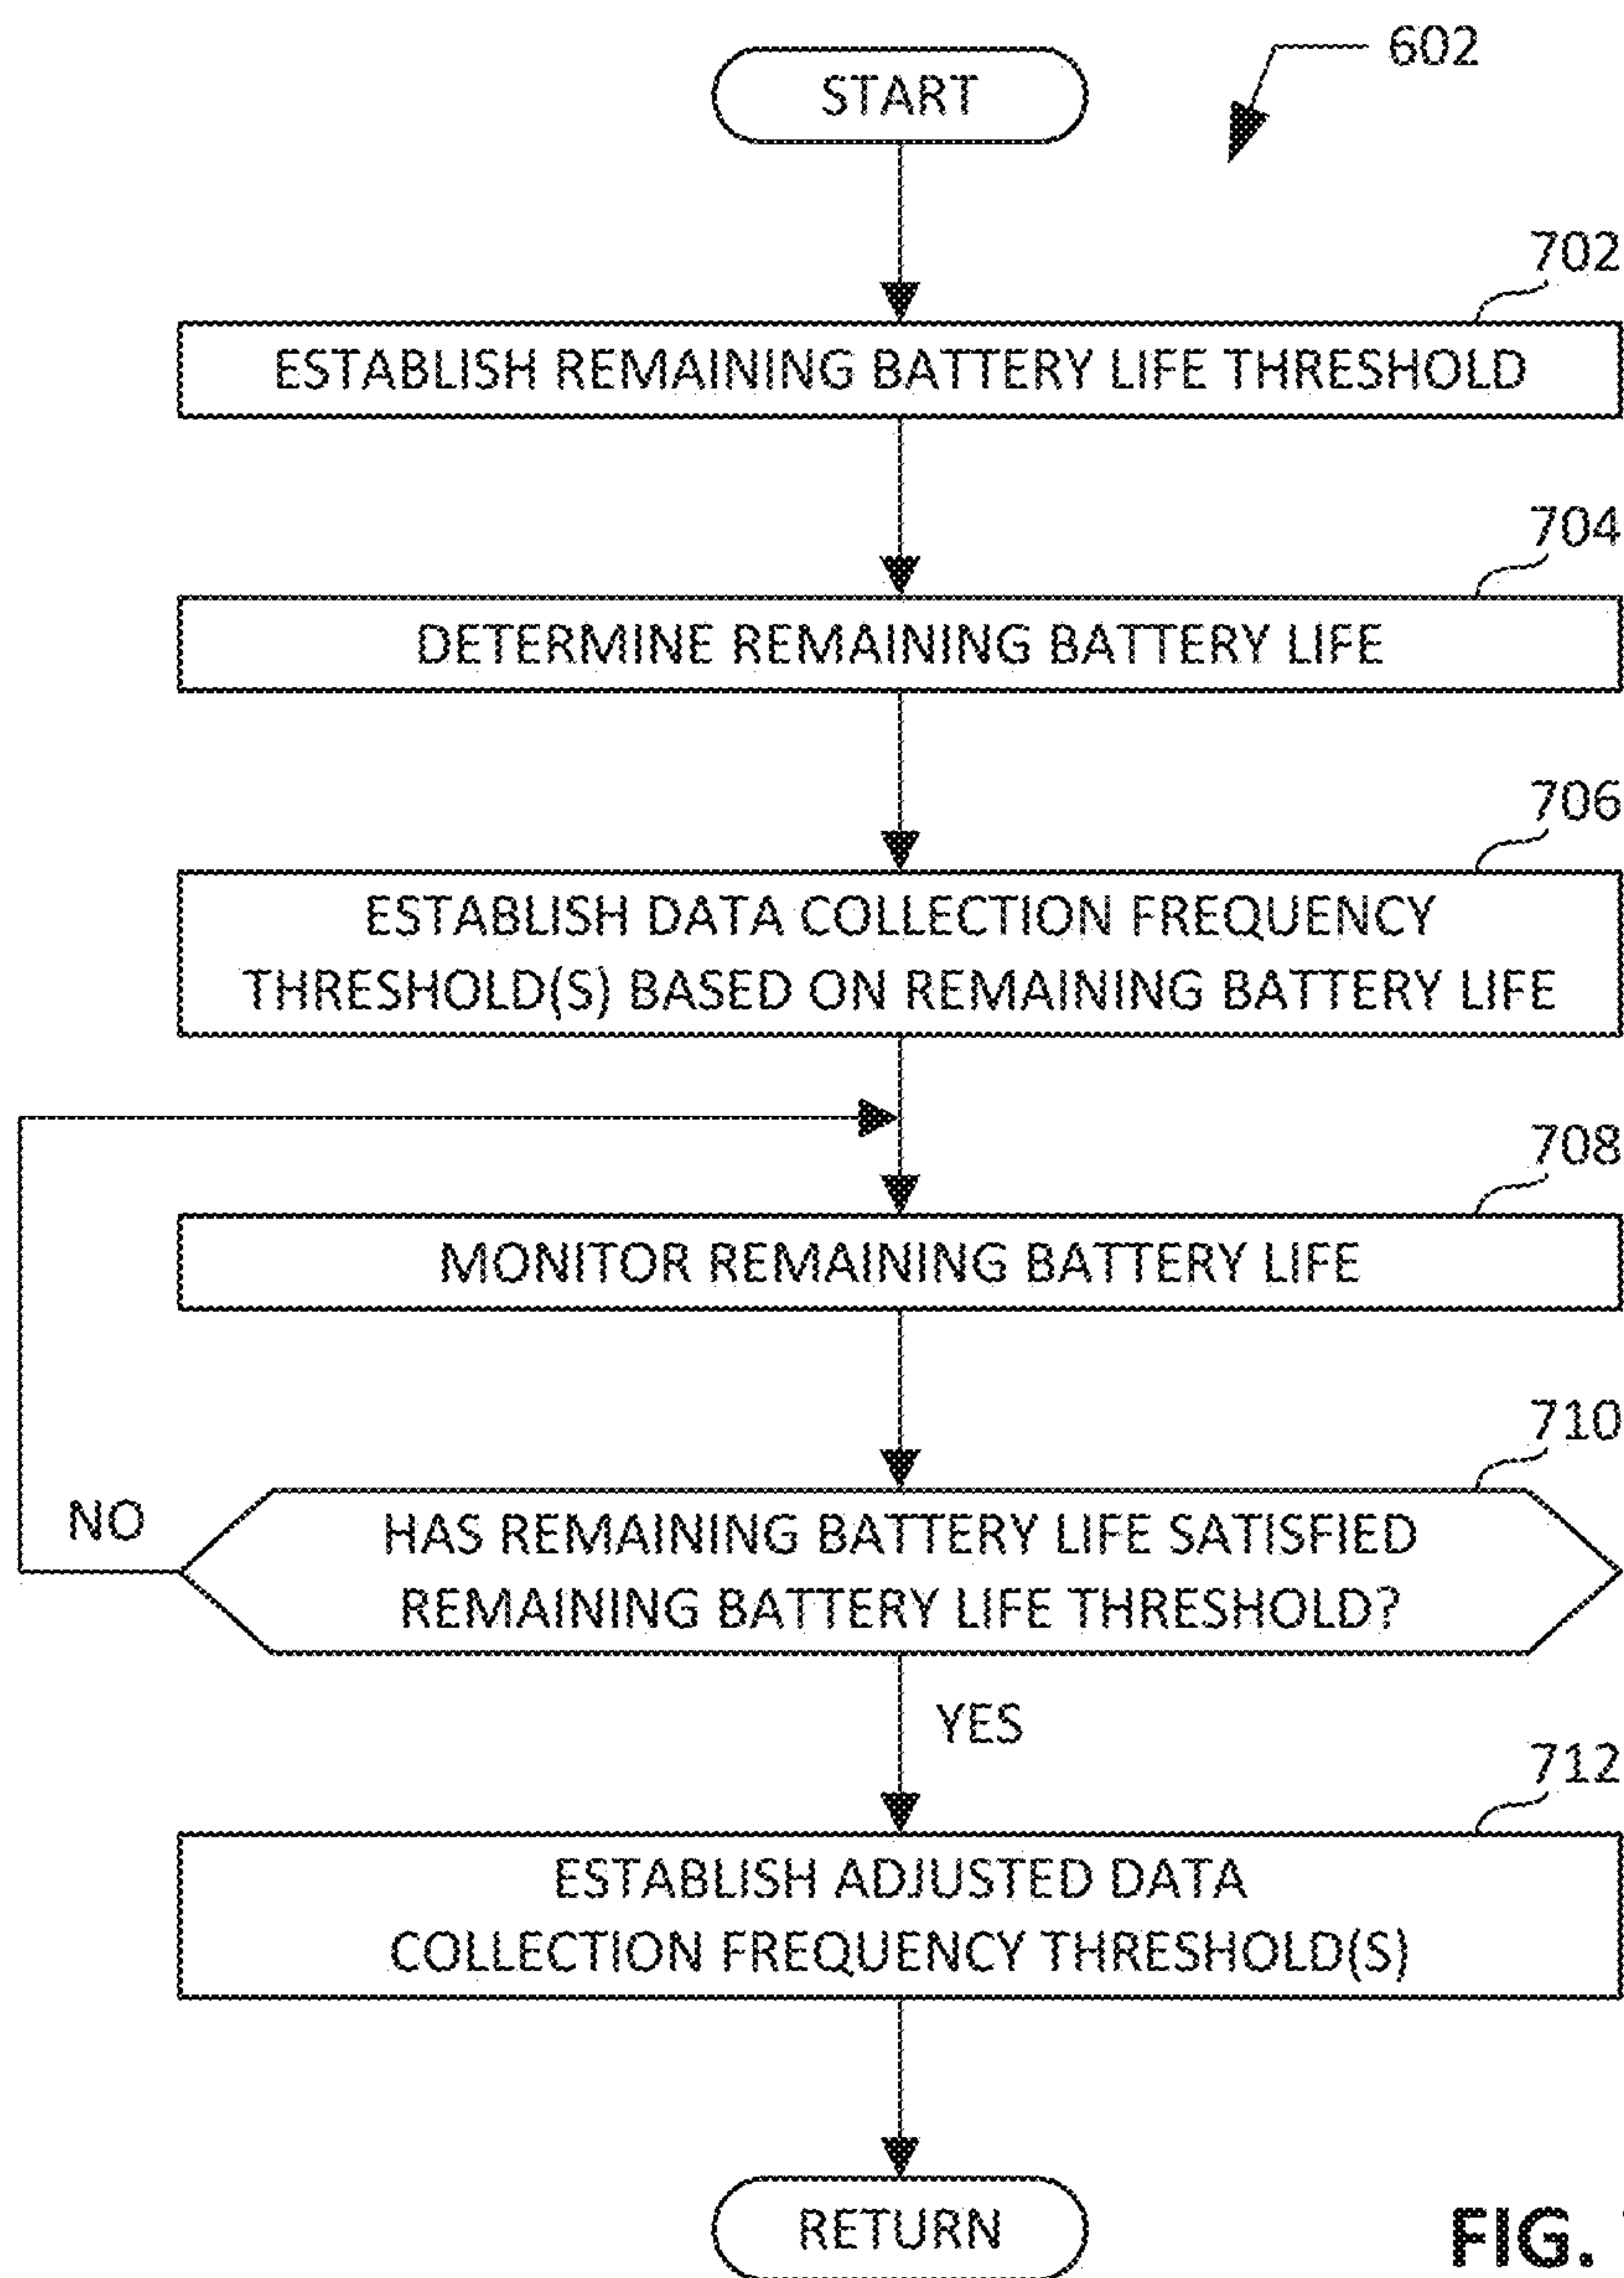 602
START
702
ESTABLISH REMAINING BATTERY LIFE THRESHOLD
704
DETERMINE REMAINING BATTERY LIFE
706
ESTABLISH DATA COLLECTION FREQUENCY
THRESHOLD(S) BASED ON REMAINING BATTERY LIFE
708
MONITOR REMAINING BATTERY LIFE
710
NO
HAS REMAINING BATTERY LIFE SATISFIED
REMAINING BATTERY LIFE THRESHOLD?
YES
712
ESTABLISH ADJUSTED DATA
COLLECTION FREQUENCY THRESHOLD(S)
RETURN
FIG.